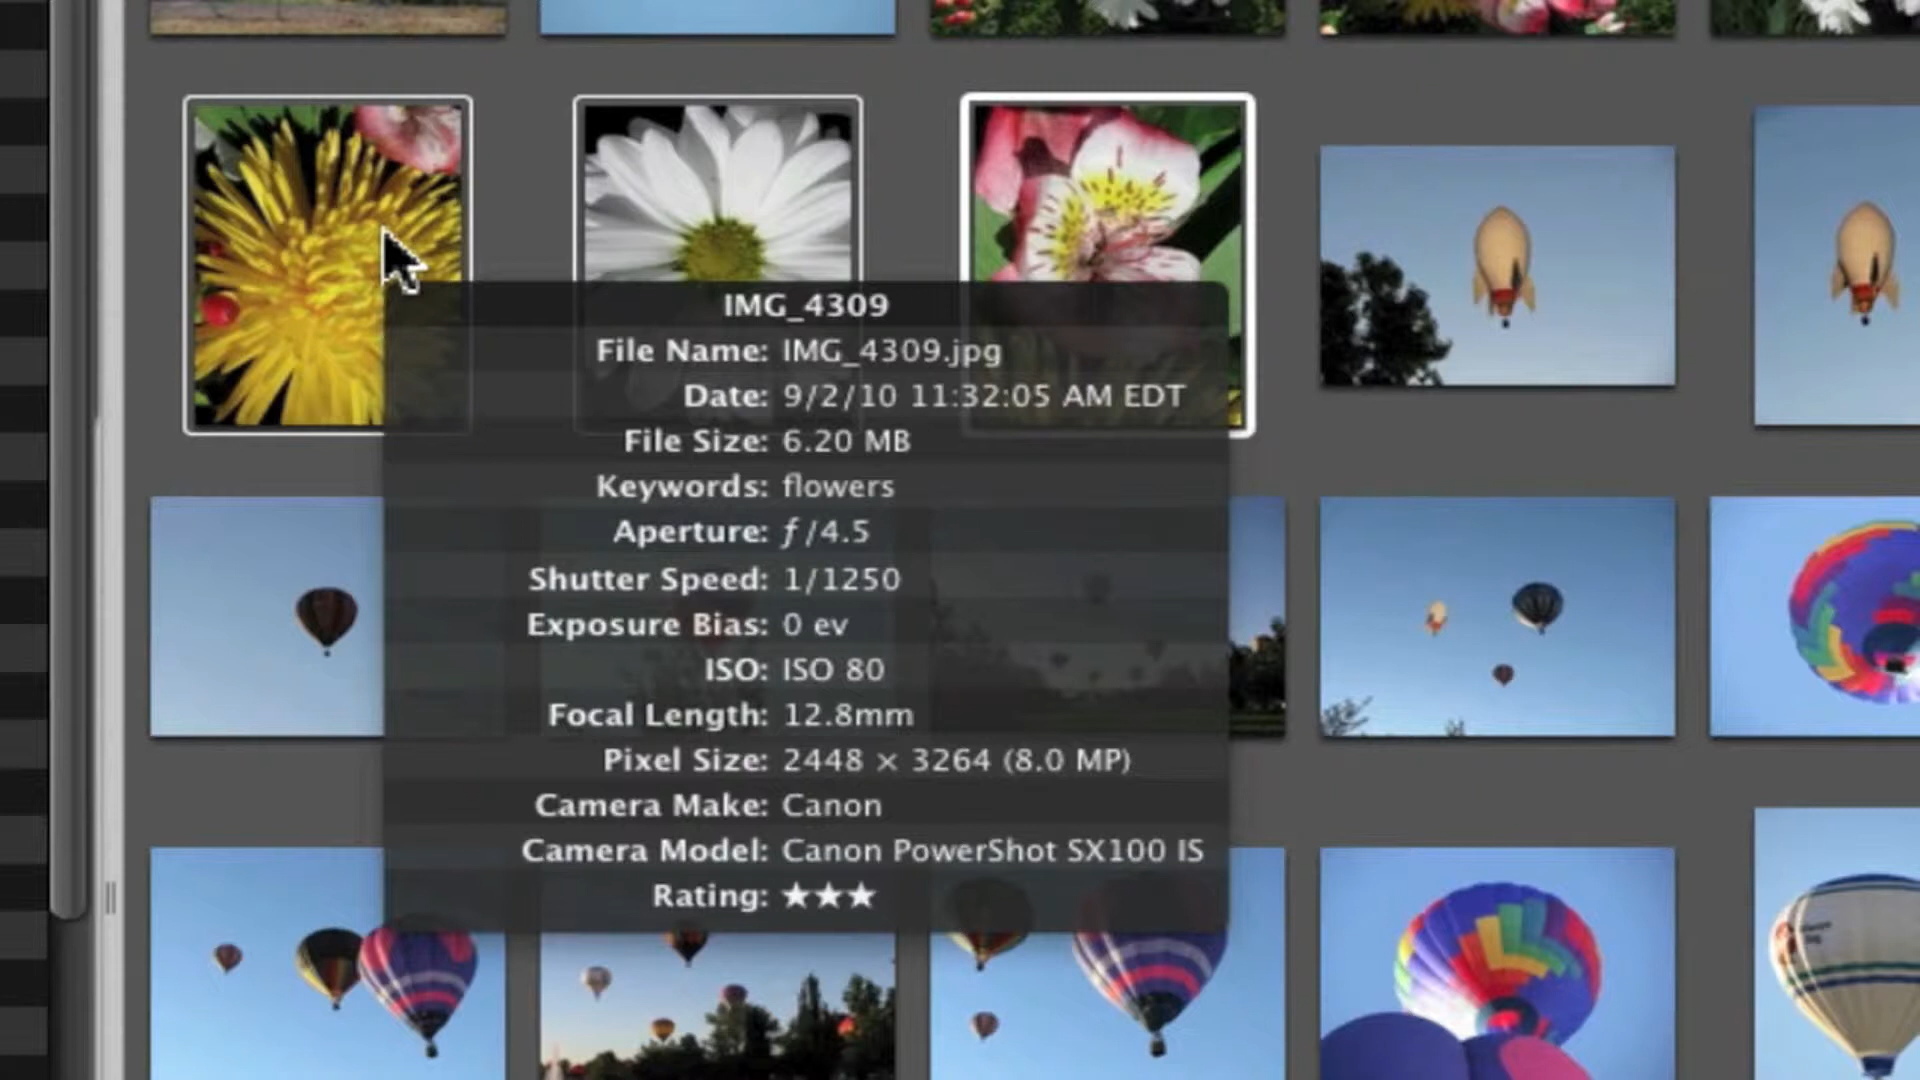 IMG_4309
File Name: IMG_4309.jpg
Date: 9/2/10 11:32:05 AM EDT
File Size: 6.20 MB
Keywords: flowers
Aperture: ƒ/4.5
Shutter Speed: 1/1250
Exposure Bias: 0 ev
ISO: ISO 80
Focal Length: 12.8mm
Pixel Size: 2448 × 3264 (8.0 MP)
Camera Make: Canon
Camera Model: Canon PowerShot SX100 IS
Rating: ★★★